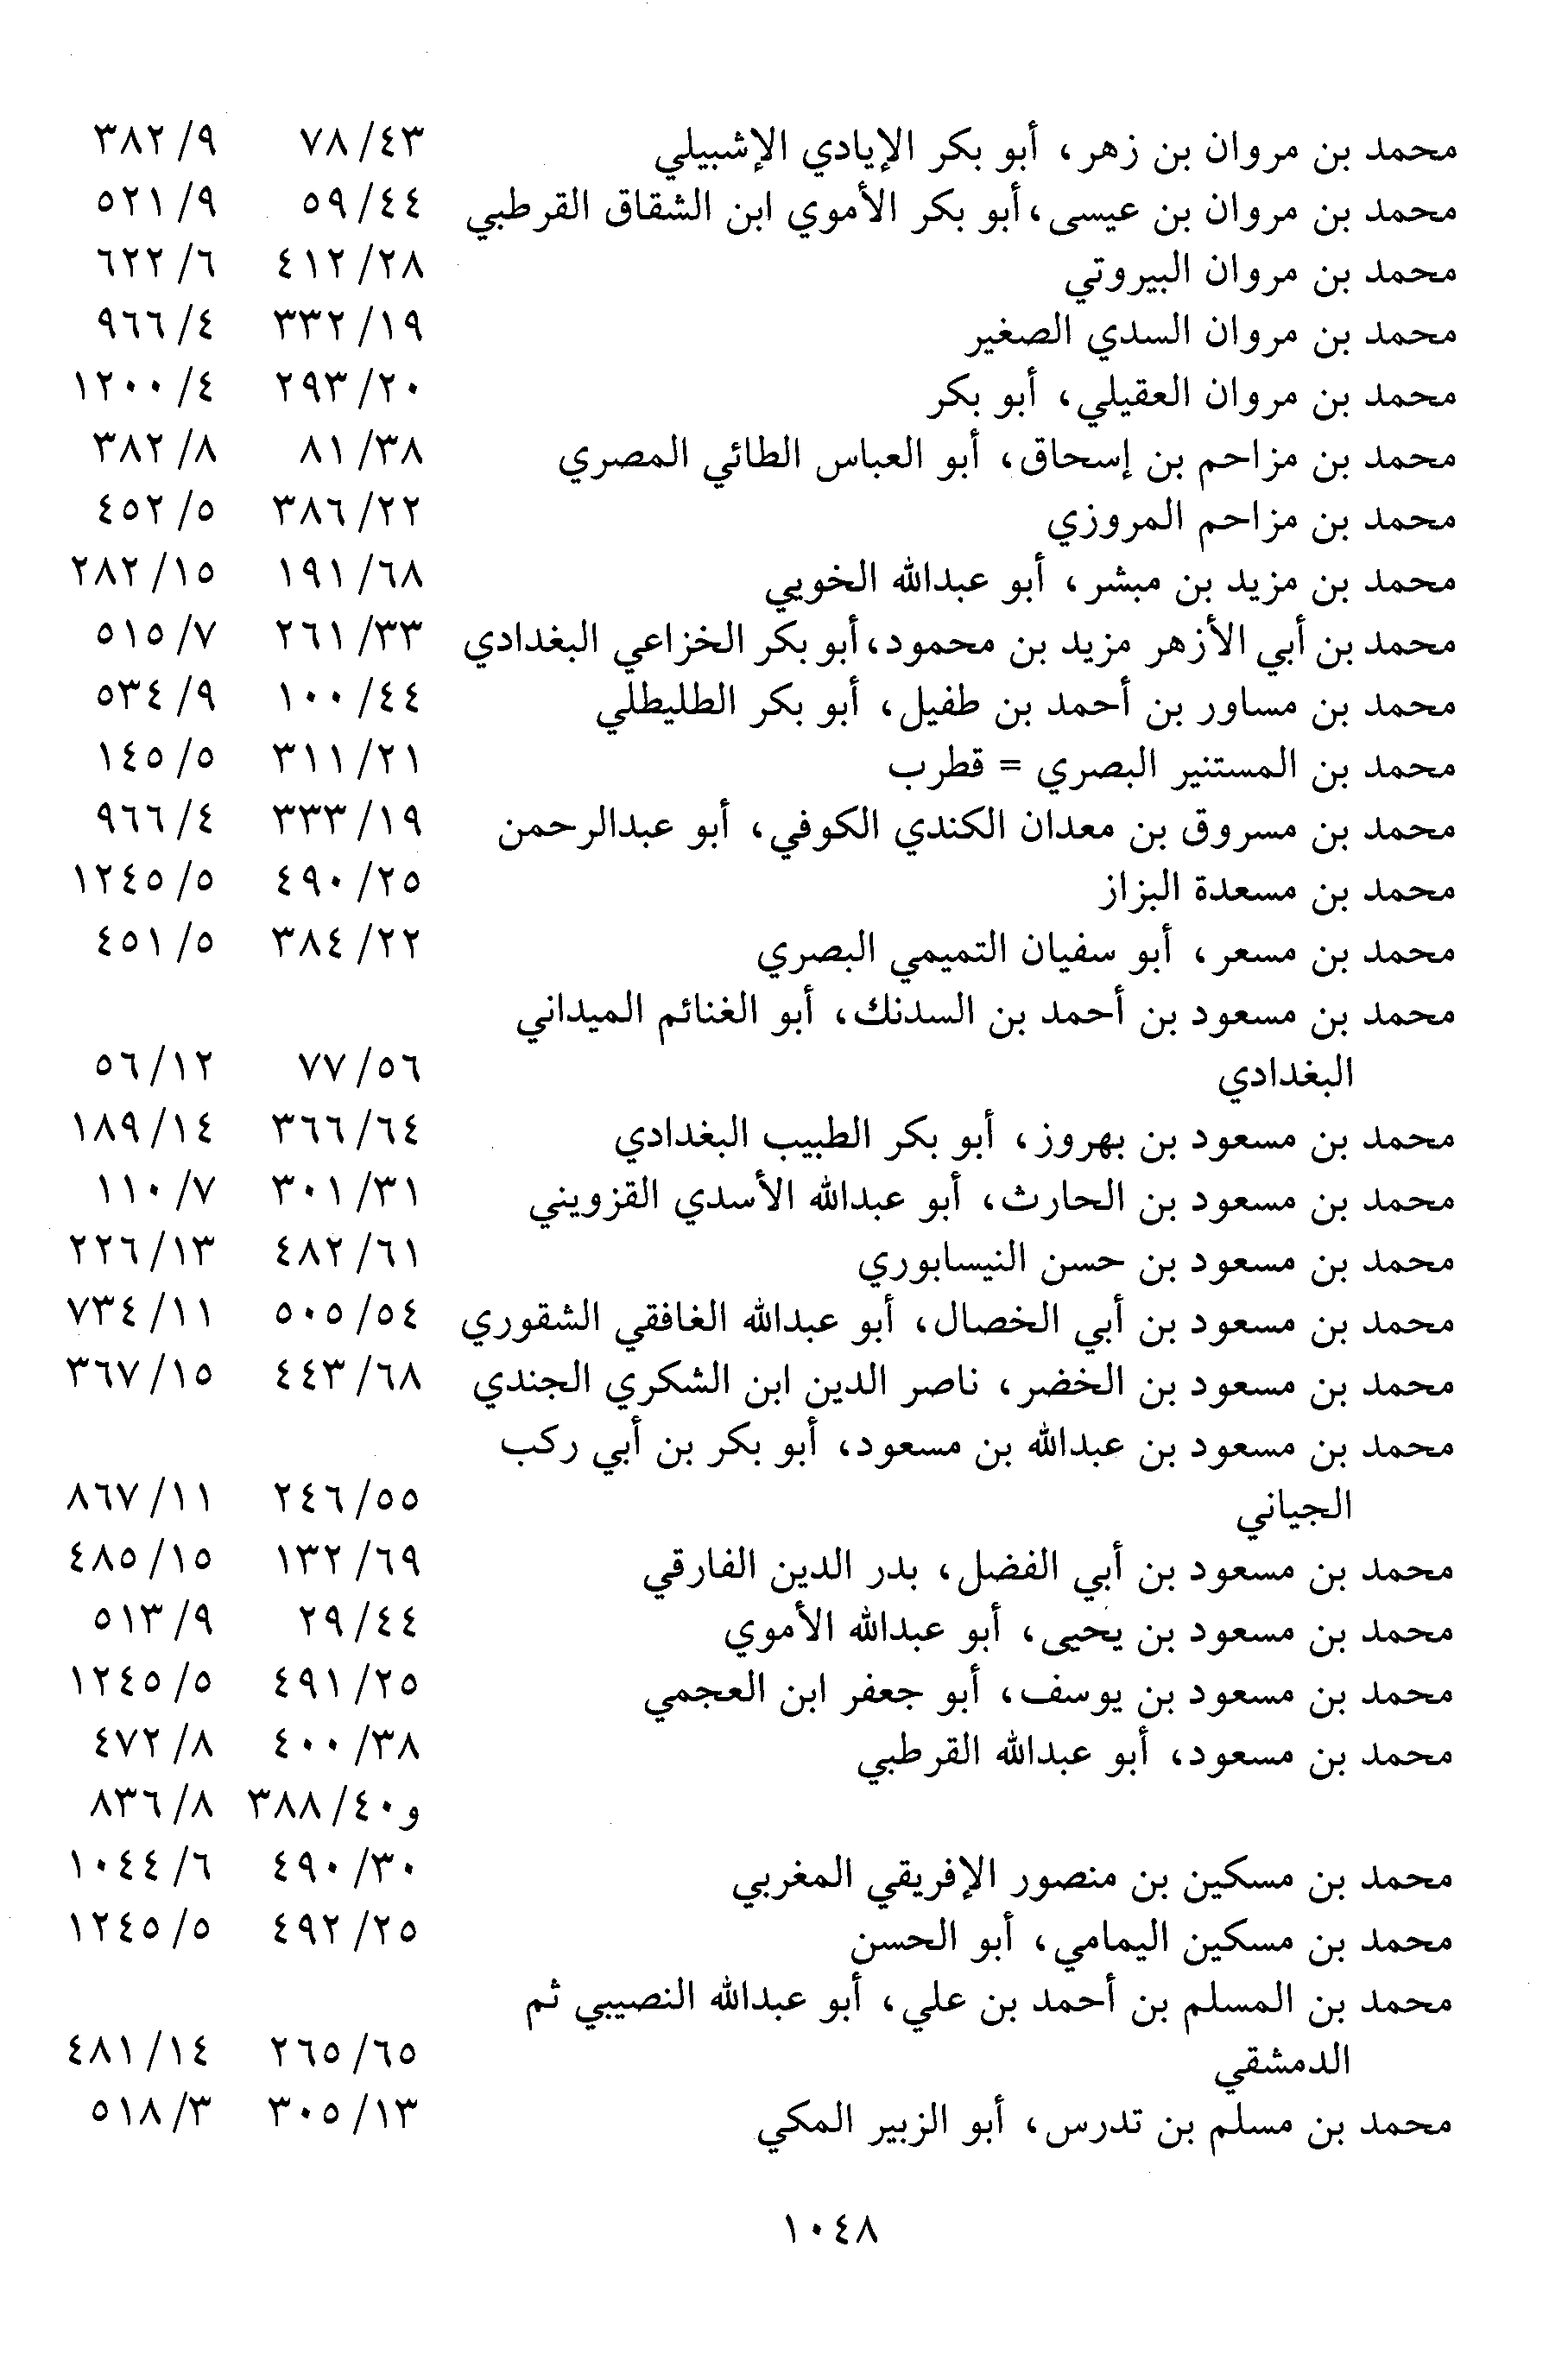 محمد بن مروان بن زهر، أبو بكر الإيادي الإشبيلي ٤٣/ ٧٨ ٩/ ٣٨٢
محمد بن مروان بن عيسى، أبو بكر الأموي ابن الشقاق القرطبي ٤٤/ ٥٩ ٩/ ٥٢١
محمد بن مروان البيروتي ٢٨/ ٤١٢ ٦/ ٦٢٢
محمد بن مروان السدي الصغير ١٩/ ٣٣٢ ٤/ ٩٦٦
محمد بن مروان العقيلي، أبو بكر ٢٠/ ٢٩٣ ٤/ ١٢٠٠
محمد بن مزاحم بن إسحاق، أبو العباس الطائي المصري ٣٨/ ٨١ ٨/ ٣٨٢
محمد بن مزاحم المروزي ٢٢/ ٣٨٦ ٥/ ٤٥٢
محمد بن مزيد بن مبشر، أبو عبدالله الخويي ٦٨/ ١٩١ ١٥/ ٢٨٢
محمد بن أبي الأزهر مزيد بن محمود، أبو بكر الخزاعي البغدادي ٣٣/ ٢٦١ ٧/ ٥١٥
محمد بن مساور بن أحمد بن طفيل، أبو بكر الطليطلي ٤٤/ ١٠٠ ٩/ ٥٣٤
محمد بن المستنير البصري = قطرب ٢١/ ٣١١ ٥/ ١٤٥
محمد بن مسروق بن معدان الكندي الكوفي، أبو عبدالرحمن ١٩/ ٣٣٣ ٤/ ٩٦٦
محمد بن مسعدة البزاز ٢٥/ ٤٩٠ ٥/ ١٢٤٥
محمد بن مسعر، أبو سفيان التميمي البصري ٢٢/ ٣٨٤ ٥/ ٤٥١
محمد بن مسعود بن أحمد بن السدنك، أبو الغنائم الميداني
البغدادي ٥٦/ ٧٧ ١٢/ ٥٦
محمد بن مسعود بن بهروز، أبو بكر الطبيب البغدادي ٦٤/ ٣٦٦ ١٤/ ١٨٩
محمد بن مسعود بن الحارث، أبو عبدالله الأسدي القزويني ٣١/ ٣٠١ ٧/ ١١٠
محمد بن مسعود بن حسن النيسابوري ٦١/ ٤٨٢ ١٣/ ٢٢٦
محمد بن مسعود بن أبي الخصال، أبو عبدالله الغافقي الشقوري ٥٤/ ٥٠٥ ١١/ ٧٣٤
محمد بن مسعود بن الخضر، ناصر الدين ابن الشكري الجندي ٦٨/ ٤٤٣ ١٥/ ٣٦٧
محمد بن مسعود بن عبدالله بن مسعود، أبو بكر بن أبي ركب
الجياني ٥٥/ ٢٤٦ ١١/ ٨٦٧
محمد بن مسعود بن أبي الفضل، بدر الدين الفارقي ٦٩/ ١٣٢ ١٥/ ٤٨٥
محمد بن مسعود بن يحيى، أبو عبدالله الأموي ٤٤/ ٢٩ ٩/ ٥١٣
محمد بن مسعود بن يوسف، أبو جعفر ابن العجمي ٢٥/ ٤٩١ ٥/ ١٢٤٥
محمد بن مسعود، أبو عبدالله القرطبي ٣٨/ ٤٠٠ ٨/ ٤٧٢
و٤٠/ ٣٨٨ ٨/ ٨٣٦
محمد بن مسكين بن منصور الإفريقي المغربي ٣٠/ ٤٩٠ ٦/ ١٠٤٤
محمد بن مسكين اليمامي، أبو الحسن ٢٥/ ٤٩٢ ٥/ ١٢٤٥
محمد بن المسلم بن أحمد بن علي، أبو عبدالله النصيبي ثم
الدمشقي ٦٥/ ٢٦٥ ١٤/ ٤٨١
محمد بن مسلم بن تدرس، أبو الزبير المكي ١٣/ ٣٠٥ ٣/ ٥١٨
١٠٤٨